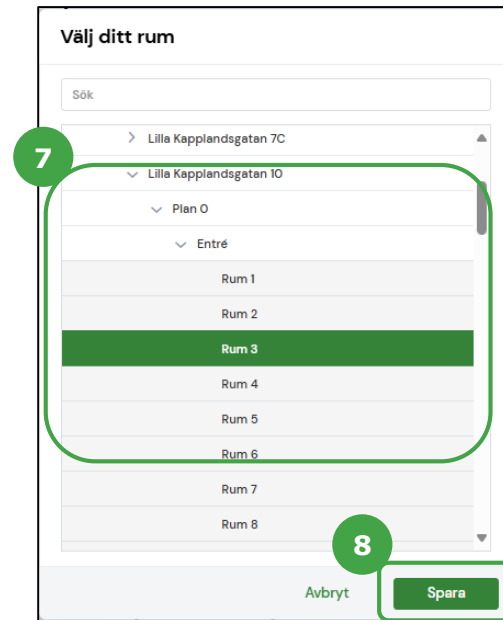 Välj ditt rum
Sök
Lilla Kapplandsgatan 7C
7
Lilla Kapplandsgatan 10
Plan 0
Entré
Rum 1
Rum 2
Rum 3
Rum 4
Rum 5
Rum 6
Rum 7
Rum 8
8
Avbryt Spara